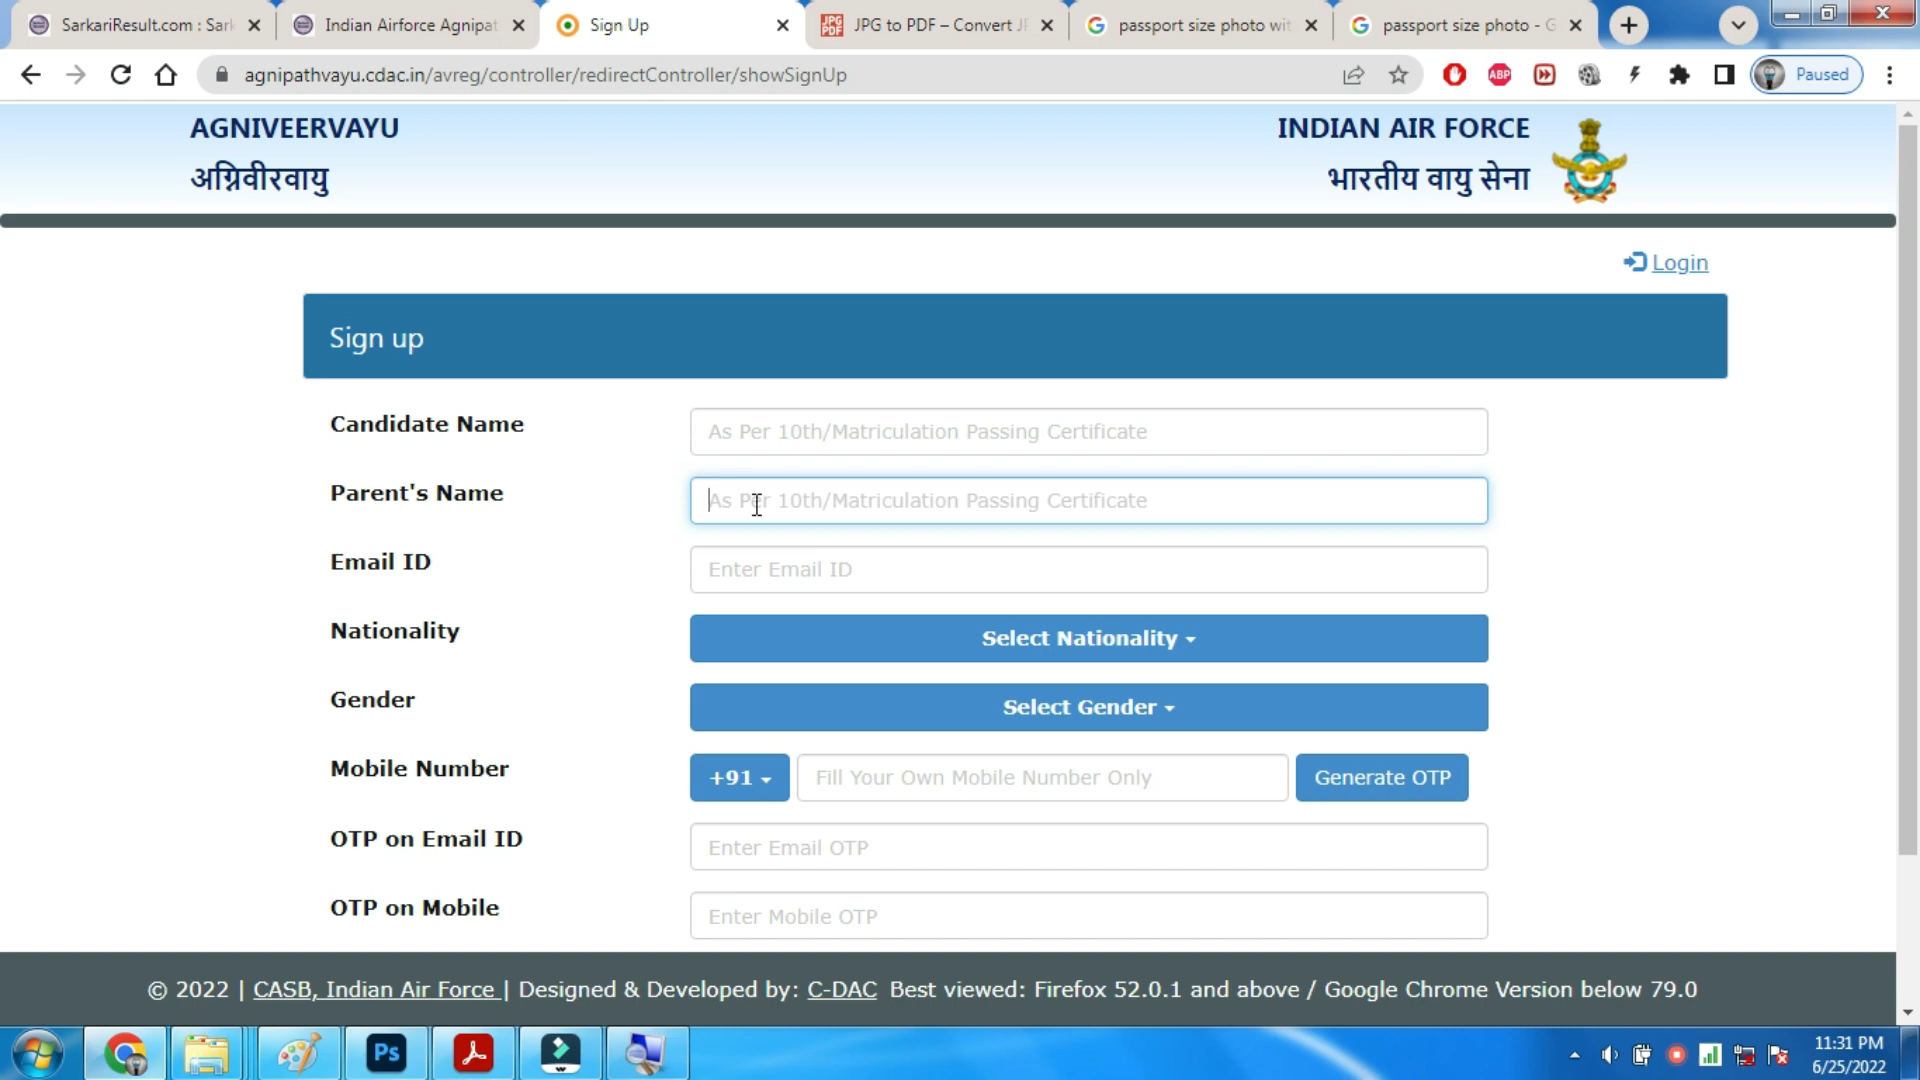 SarkariResult.com : Sark
Indian Airforce Agnipat
Sign Up
JPG to PDF – Convert JF
passport size photo wit
passport size photo - G
agnipathvayu.cdac.in/avreg/controller/redirectController/showSignUp
ABP
Paused
AGNIVEERVAYU
अग्निवीरवायु
INDIAN AIR FORCE
भारतीय वायु सेना
Login
Sign up
Candidate Name
As Per 10th/Matriculation Passing Certificate
Parent's Name
As Per 10th/Matriculation Passing Certificate
Email ID
Enter Email ID
Nationality
Select Nationality
Gender
Select Gender
Mobile Number
+91
Fill Your Own Mobile Number Only
Generate OTP
OTP on Email ID
Enter Email OTP
OTP on Mobile
Enter Mobile OTP
© 2022 | CASB, Indian Air Force | Designed & Developed by: C-DAC Best viewed: Firefox 52.0.1 and above / Google Chrome Version below 79.0
Ps
11:31 PM
6/25/2022